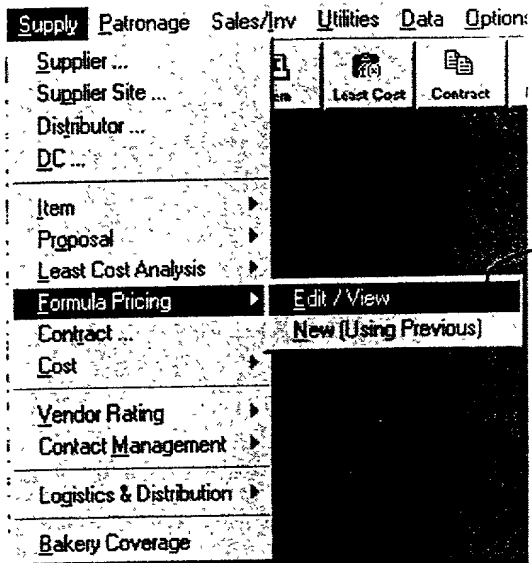 Supply Patronage Sales/Inv Utilities Data Option
Least Cost Contract
Supplier ...
Supplier Site ...
Distributor ...
DC ...
Item
Proposal
Least Cost Analysis
Formula Pricing Edit / View
Contract ... New (Using Previous)
Cost
Vendor Rating
Contact Management
Logistics & Distribution
Bakery Coverage